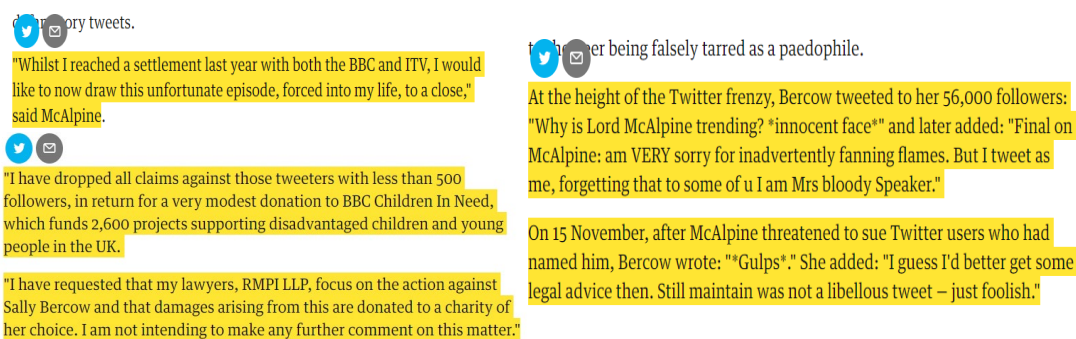 ory tweets.
"Whilst I reached a settlement last year with both the BBC and ITV, I would
like to now draw this unfortunate episode, forced into my life, to a close,"
said McAlpine.
"I have dropped all claims against those tweeters with less than 500
followers, in return for a very modest donation to BBC Children In Need,
which funds 2,600 projects supporting disadvantaged children and young
people in the UK.
"I have requested that my lawyers, RMPI LLP, focus on the action against
Sally Bercow and that damages arising from this are donated to a charity of
her choice. I am not intending to make any further comment on this matter."
being falsely tarred as a paedophile.
At the height of the Twitter frenzy, Bercow tweeted to her 56,000 followers:
"Why is Lord McAlpine trending? *innocent face*" and later added: "Final on
McAlpine: am VERY sorry for inadvertently fanning flames. But I tweet as
me, forgetting that to some of u I am Mrs bloody Speaker."
On 15 November, after McAlpine threatened to sue Twitter users who had
named him, Bercow wrote: "*Gulps*." She added: "I guess I'd better get some
legal advice then. Still maintain was not a libellous tweet – just foolish."